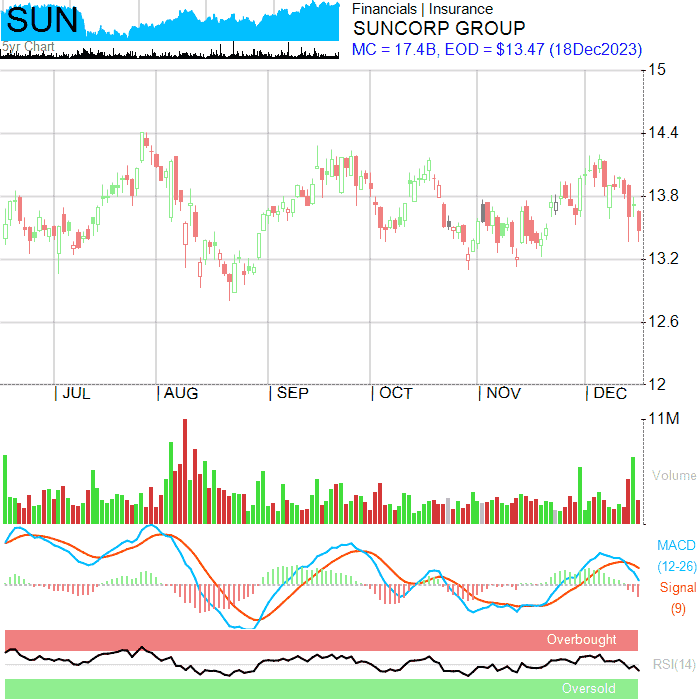 SUN
5yr Chart
Financials | Insurance
SUNCORP GROUP
MC = 17.4B, EOD = $13.47 (18Dec2023)
15
14.4
13.8
13.2
12.6
12
| JUL | AUG | SEP | OCT | NOV | DEC
11M
Volume
MACD
(12-26)
Signal
(9)
Overbought
RSI(14)
Oversold